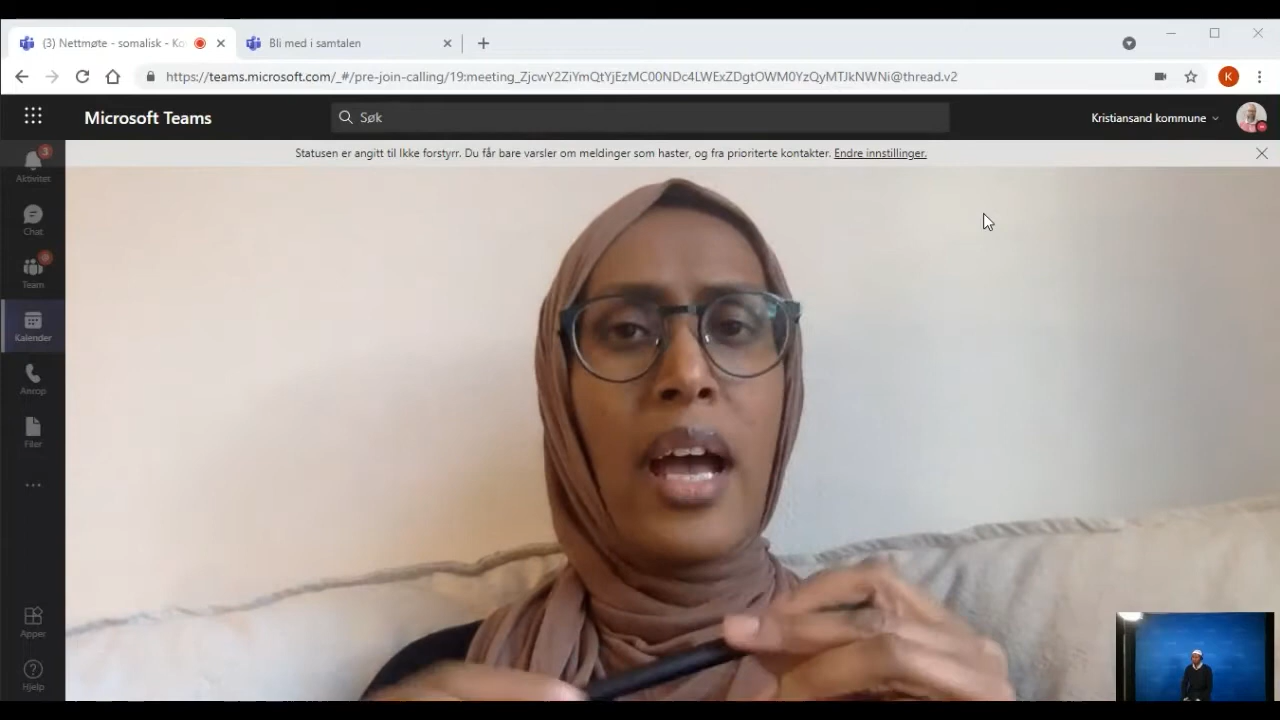 (3) Nettmøte - somalisk - Ko
Bli med i samtalen
https://teams.microsoft.com/_#/pre-join-calling/19:meeting_ZjcwY2ZiYmQtYjEzMC00NDc4LWExZDgtOWM0YzQyMTJkNWNi@thread.v2
K
Microsoft Teams
Søk
Kristiansand kommune
Statusen er angitt til Ikke forstyrr. Du får bare varsler om meldinger som haster, og fra prioriterte kontakter. Endre innstillinger.
3
Aktivitet
Chat
Team
Kalender
Anrop
Filer
Apper
Hjelp